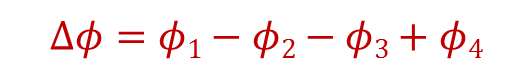 Δϕ = ϕ₁ − ϕ₂ − ϕ₃ + ϕ₄